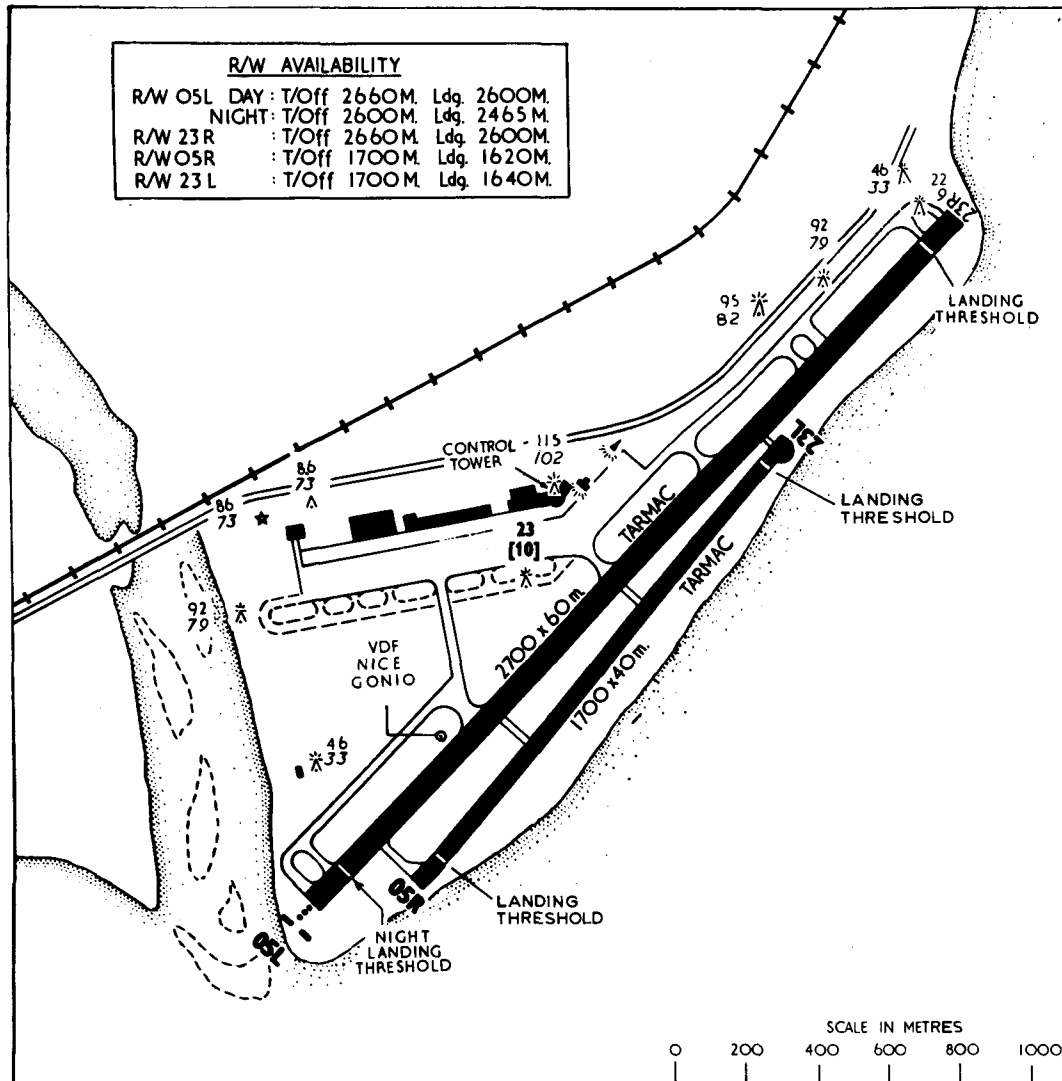 R/W AVAILABILITY
R/W 05L DAY : T/Off 2660M. Ldg. 2600M.
NIGHT : T/Off 2600M. Ldg. 2465M.
R/W 23R : T/Off 2660M. Ldg. 2600M.
R/W 05R : T/Off 1700M. Ldg. 1620M.
R/W 23L : T/Off 1700M. Ldg. 1640M.
46
33
22
9
23R
92
79
LANDING
THRESHOLD
95
82
CONTROL
TOWER
115
102
23L
86
73
86
73
LANDING
THRESHOLD
TARMAC
TARMAC
23
[10]
92
79
VDF
NICE
GONIO
2700 x 60m.
1700 x 40m.
46
33
05R
LANDING
THRESHOLD
05L
NIGHT
LANDING
THRESHOLD
SCALE IN METRES
0 200 400 600 800 1000